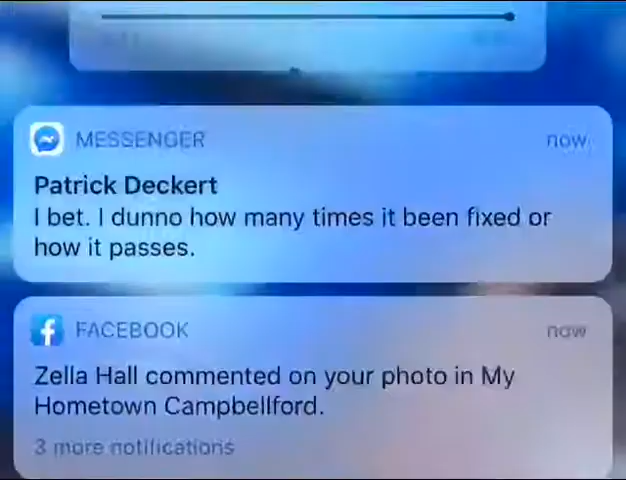 MESSENGER
now
Patrick Deckert
I bet. I dunno how many times it been fixed or
how it passes.
FACEBOOK
now
Zella Hall commented on your photo in My
Hometown Campbellford.
3 more notifications